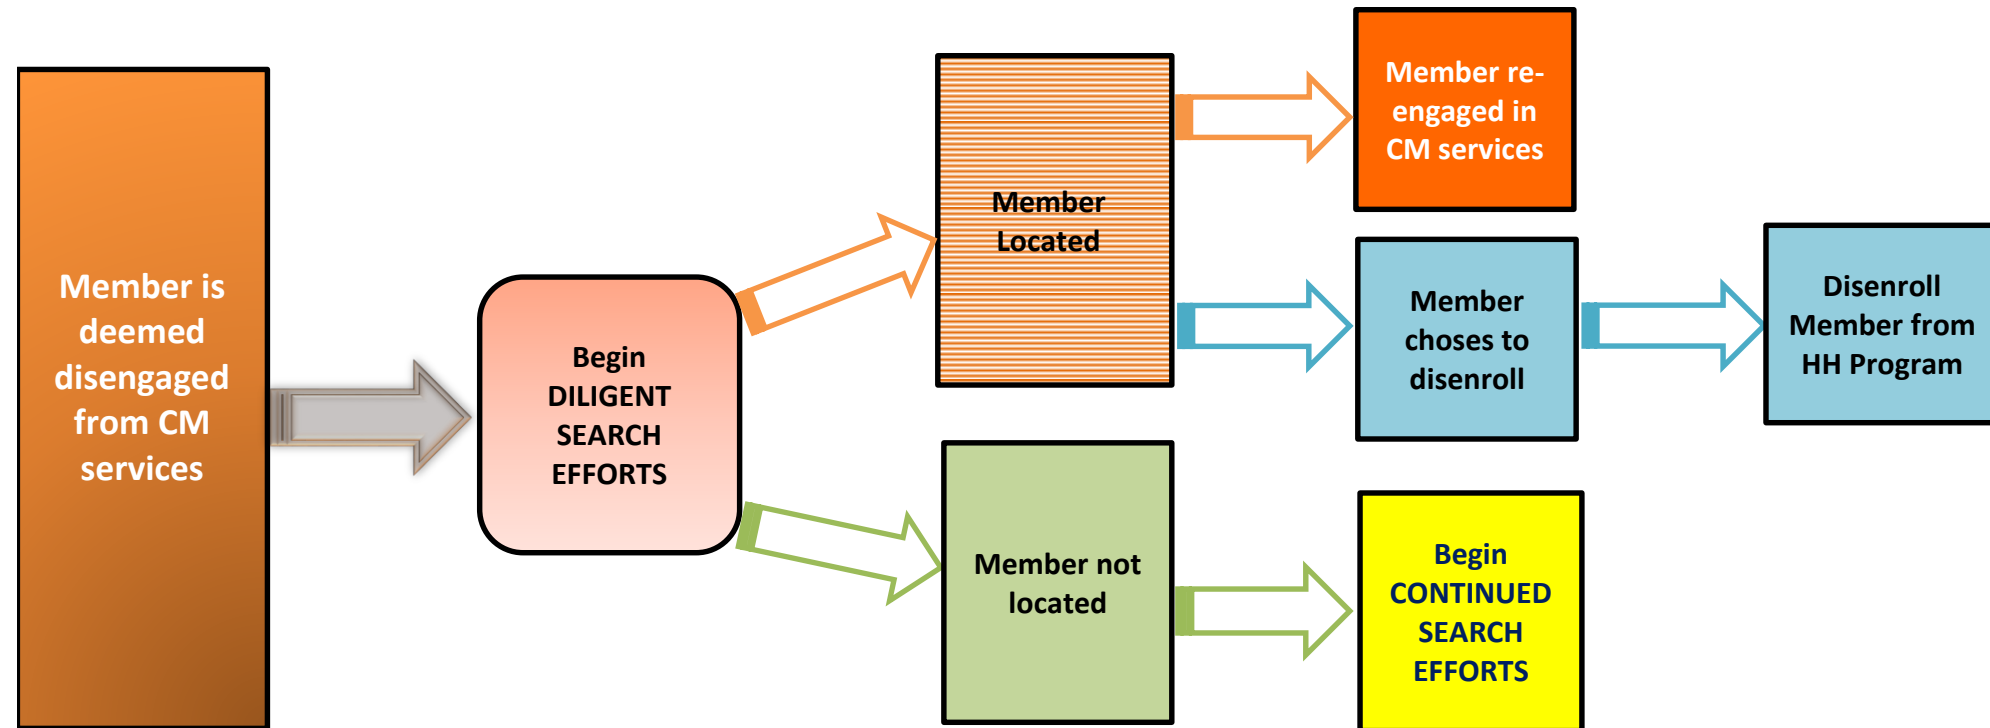 Member is
deemed
disengaged
from CM
services
Begin
DILIGENT
SEARCH
EFFORTS
Member
Located
Member re-
engaged in
CM services
Member
choses to
disenroll
Disenroll
Member from
HH Program
Member not
located
Begin
CONTINUED
SEARCH
EFFORTS